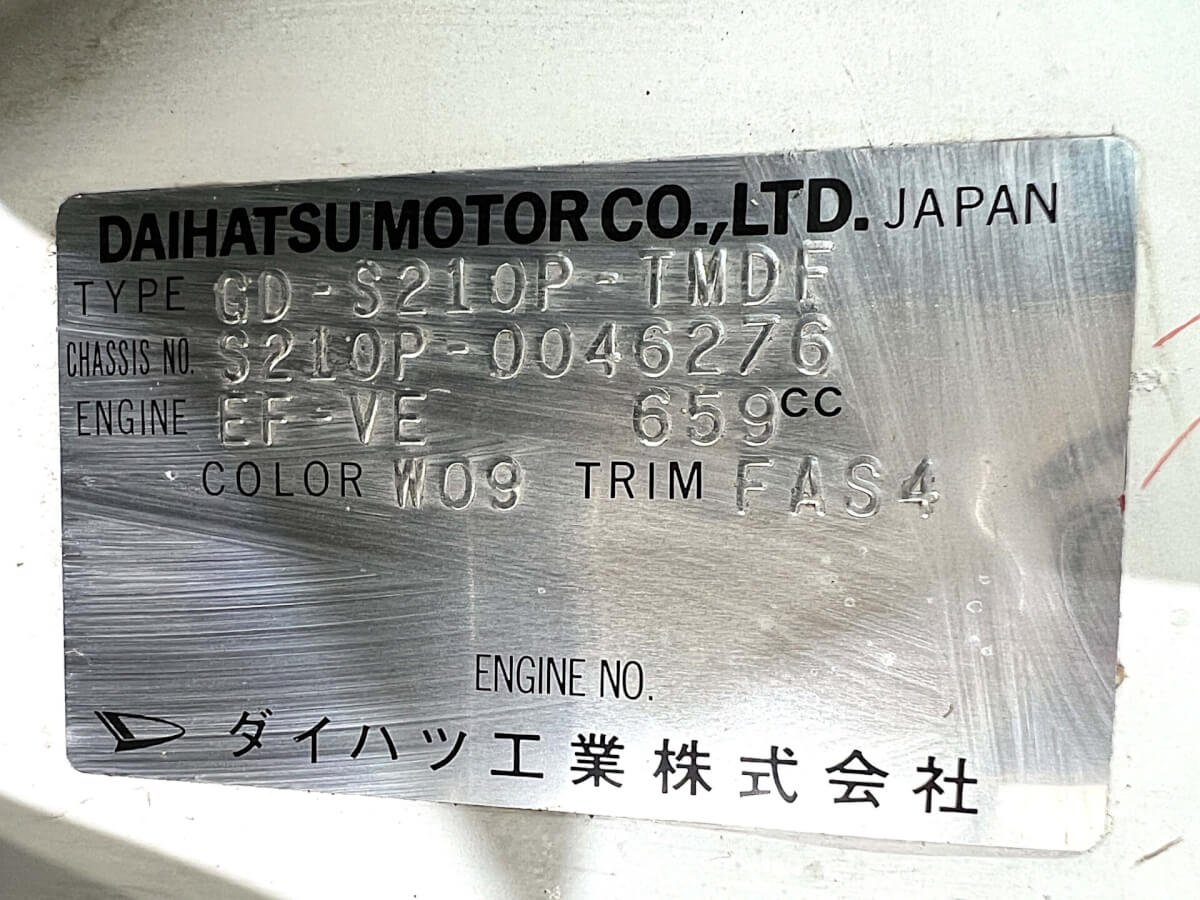 DAIHATSU MOTOR CO.,LTD. JAPAN
TYPE GD-S210P-TMDF
CHASSIS NO. S210P-0046276
ENGINE EF-VE 659CC
COLOR W09 TRIM FAS4
ENGINE NO.
ダイハツ工業株式会社